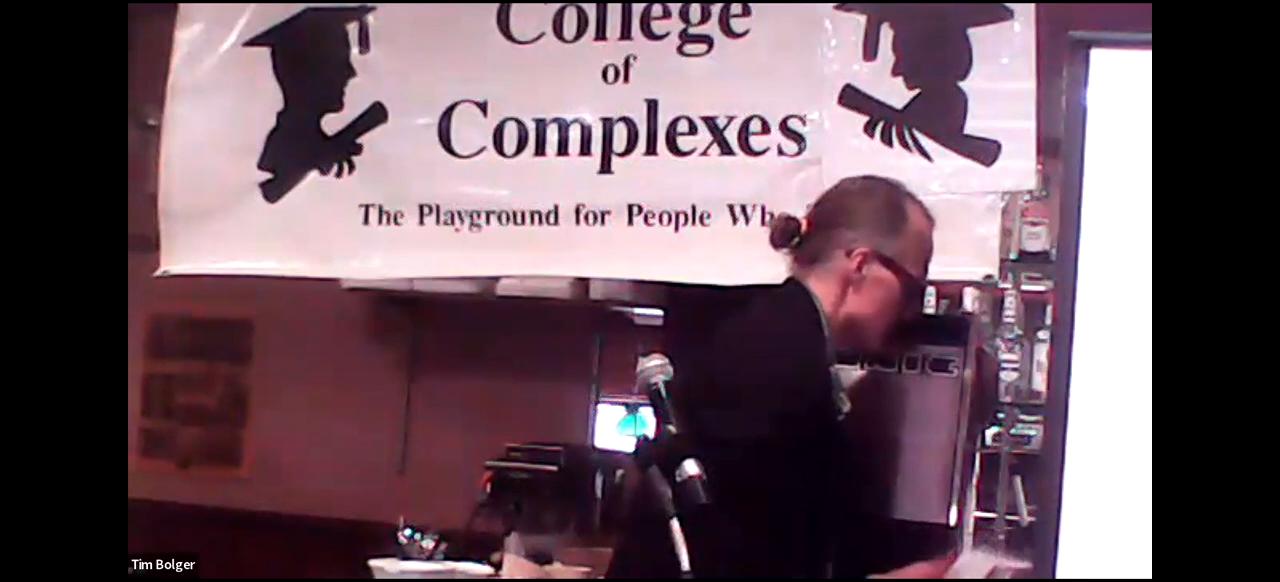 College
of
Complexes
The Playground for People
Tim Bolger